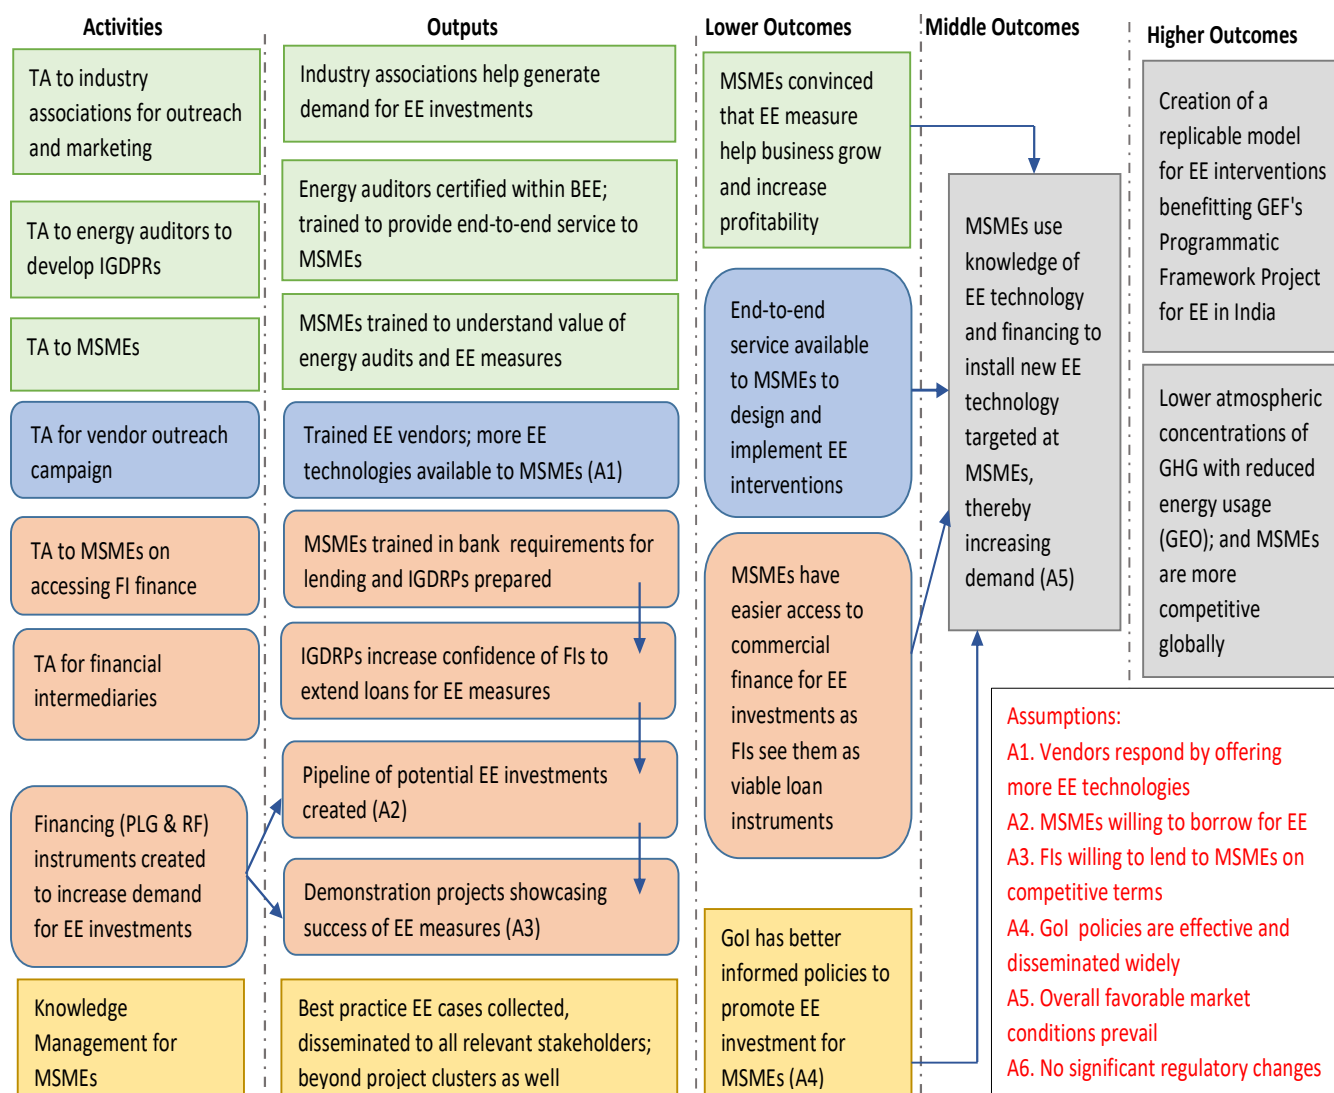 Activities
Outputs
Lower Outcomes
Middle Outcomes
Higher Outcomes
TA to industry
associations for outreach
and marketing
TA to energy auditors to
develop IGDPRs
TA to MSMEs
TA for vendor outreach
campaign
TA to MSMEs on
accessing FI finance
TA for financial
intermediaries
Financing (PLG & RF)
instruments created
to increase demand
for EE investments
Knowledge
Management for
MSMEs
Industry associations help generate
demand for EE investments
Energy auditors certified within BEE;
trained to provide end-to-end service to
MSMEs
MSMEs trained to understand value of
energy audits and EE measures
Trained EE vendors; more EE
technologies available to MSMEs (A1)
MSMEs trained in bank requirements for
lending and IGDRPs prepared
IGDRPs increase confidence of FIs to
extend loans for EE measures
Pipeline of potential EE investments
created (A2)
Demonstration projects showcasing
success of EE measures (A3)
Best practice EE cases collected,
disseminated to all relevant stakeholders;
beyond project clusters as well
MSMEs convinced
that EE measure
help business grow
and increase
profitability
End-to-end
service available
to MSMEs to
design and
implement EE
interventions
MSMEs have
easier access to
commercial
finance for EE
investments as
FIs see them as
viable loan
instruments
GoI has better
informed policies to
promote EE
investment for
MSMEs (A4)
MSMEs use
knowledge of
EE technology
and financing to
install new EE
technology
targeted at
MSMEs,
thereby
increasing
demand (A5)
Creation of a
replicable model
for EE interventions
benefitting GEF's
Programmatic
Framework Project
for EE in India
Lower atmospheric
concentrations of
GHG with reduced
energy usage
(GEO); and MSMEs
are more
competitive
globally
Assumptions:
A1. Vendors respond by offering
more EE technologies
A2. MSMEs willing to borrow for EE
A3. FIs willing to lend to MSMEs on
competitive terms
A4. GoI policies are effective and
disseminated widely
A5. Overall favorable market
conditions prevail
A6. No significant regulatory changes